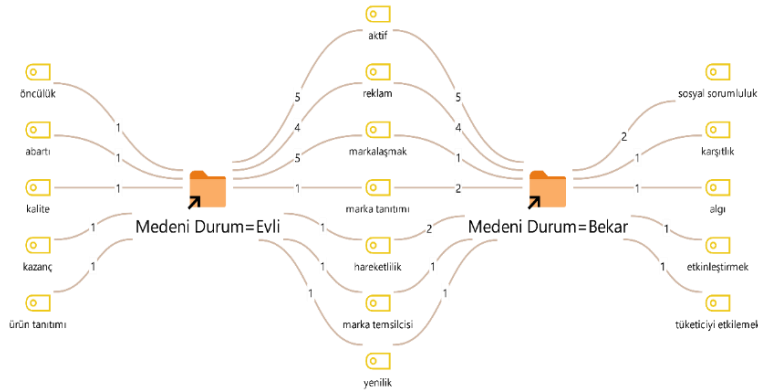 aktif
öncülük
5
5
reklam
sosyal sorumluluk
1
4
4
2
abartı
1
5
markalaşmak
1
1
karşıtlık
kalite
1
1
marka tanıtımı
2
1
algı
Medeni Durum=Evli
Medeni Durum=Bekar
kazanç
1
1
hareketlilik
2
1
etkinleştirmek
ürün tanıtımı
1
1
marka temsilcisi
1
1
tüketiciyi etkilemek
1
1
yenilik